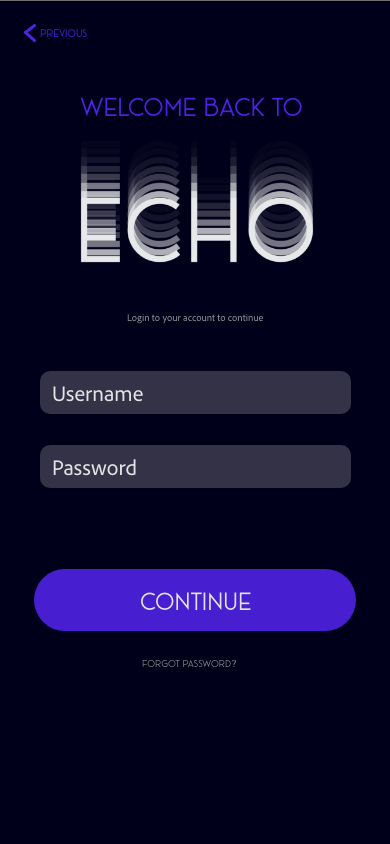 PREVIOUS
WELCOME BACK TO
ECHO
Login to your account to continue
Username
Password
CONTINUE
FORGOT PASSWORD?